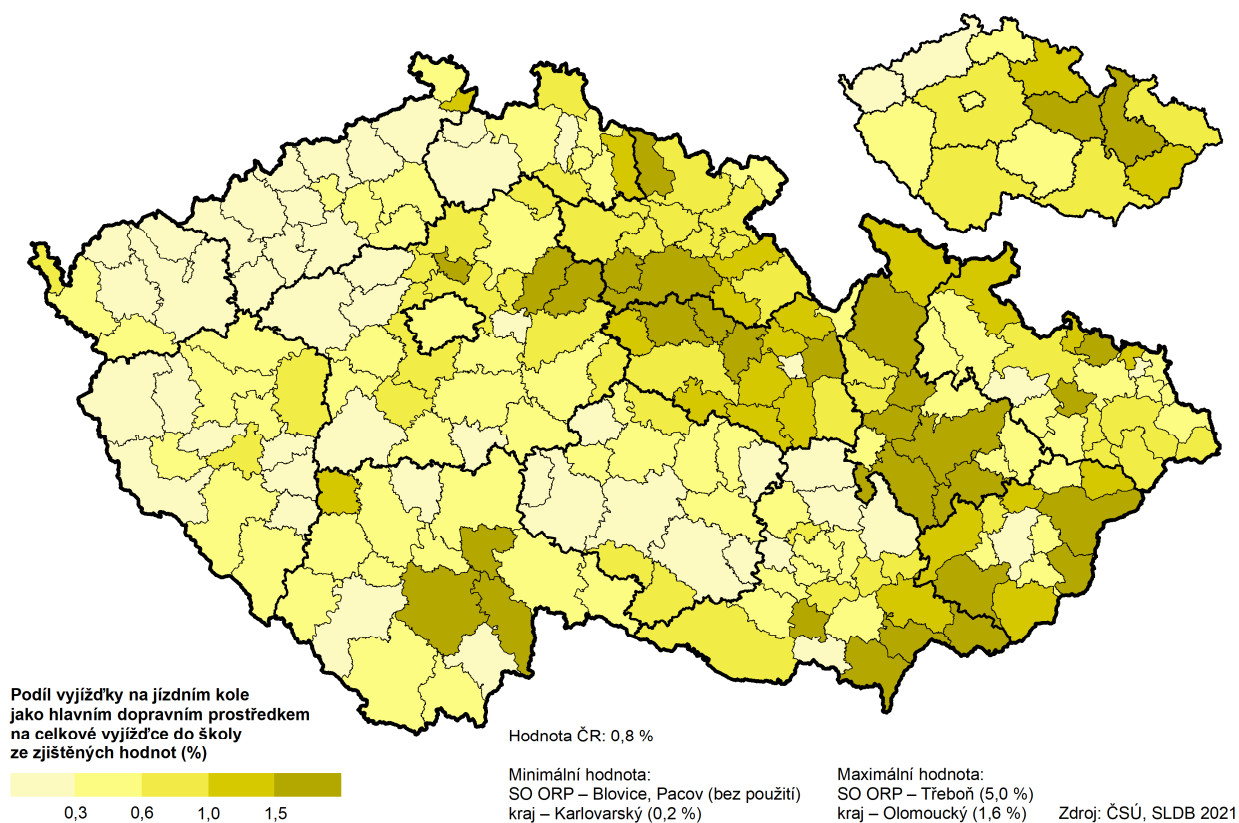 Podíl vyjížďky na jízdním kole
jako hlavním dopravním prostředkem
na celkové vyjížďce do školy
ze zjištěných hodnot (%)
0,3 0,6 1,0 1,5
Hodnota ČR: 0,8 %
Minimální hodnota:
SO ORP – Blovice, Pacov (bez použití)
kraj – Karlovarský (0,2 %)
Maximální hodnota:
SO ORP – Třeboň (5,0 %)
kraj – Olomoucký (1,6 %)
Zdroj: ČSÚ, SLDB 2021